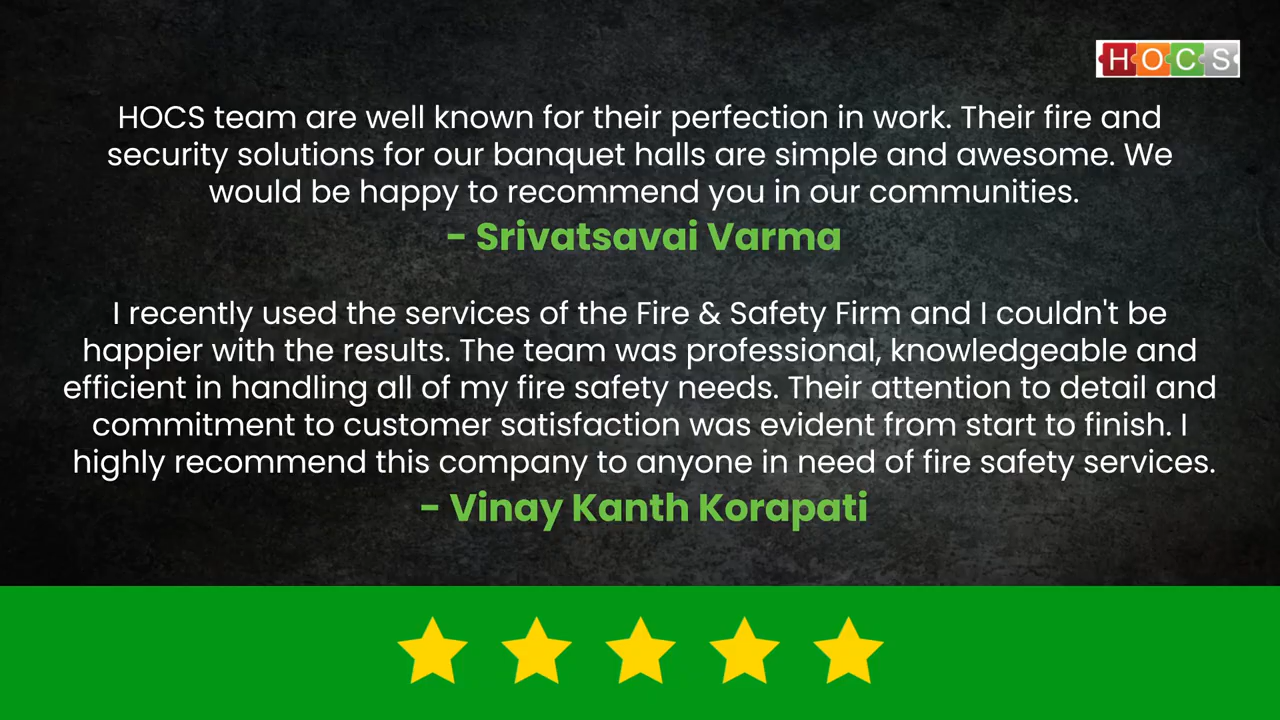 HOCS
HOCS team are well known for their perfection in work. Their fire and
security solutions for our banquet halls are simple and awesome. We
would be happy to recommend you in our communities.
- Srivatsavai Varma
I recently used the services of the Fire & Safety Firm and I couldn't be
happier with the results. The team was professional, knowledgeable and
efficient in handling all of my fire safety needs. Their attention to detail and
commitment to customer satisfaction was evident from start to finish. I
highly recommend this company to anyone in need of fire safety services.
- Vinay Kanth Korapati